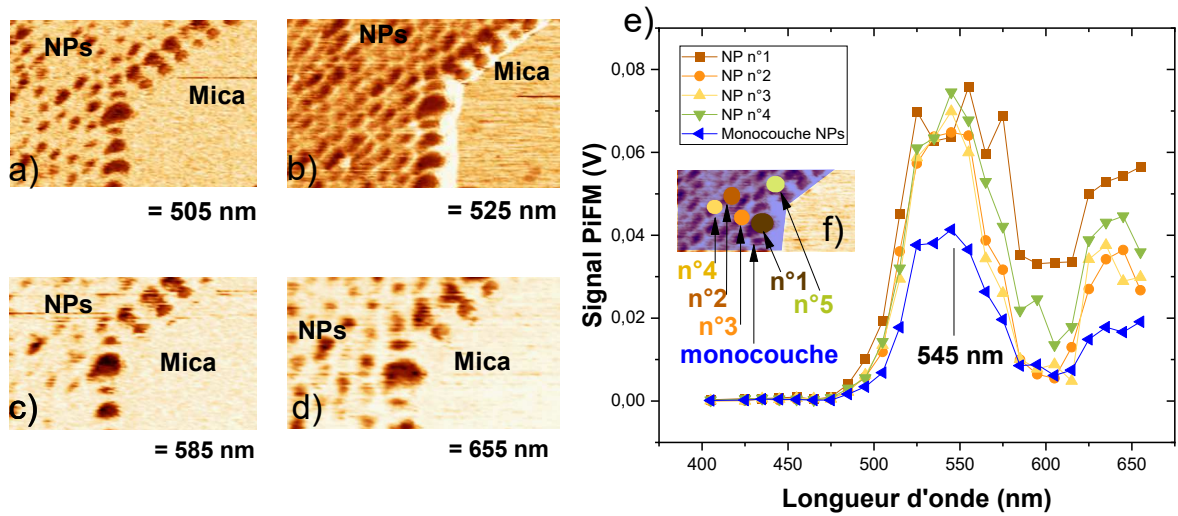 NPs
Mica
a)
= 505 nm
NPs
Mica
b)
= 525 nm
NPs
Mica
c)
= 585 nm
NPs
Mica
d)
= 655 nm
e)
Signal PiFM (V)
0,08
0,06
0,04
0,02
0,00
NP n°1
NP n°2
NP n°3
NP n°4
Monocouche NPs
f)
n°4
n°2
n°3
n°1
n°5
monocouche
545 nm
400 450 500 550 600 650
Longueur d'onde (nm)